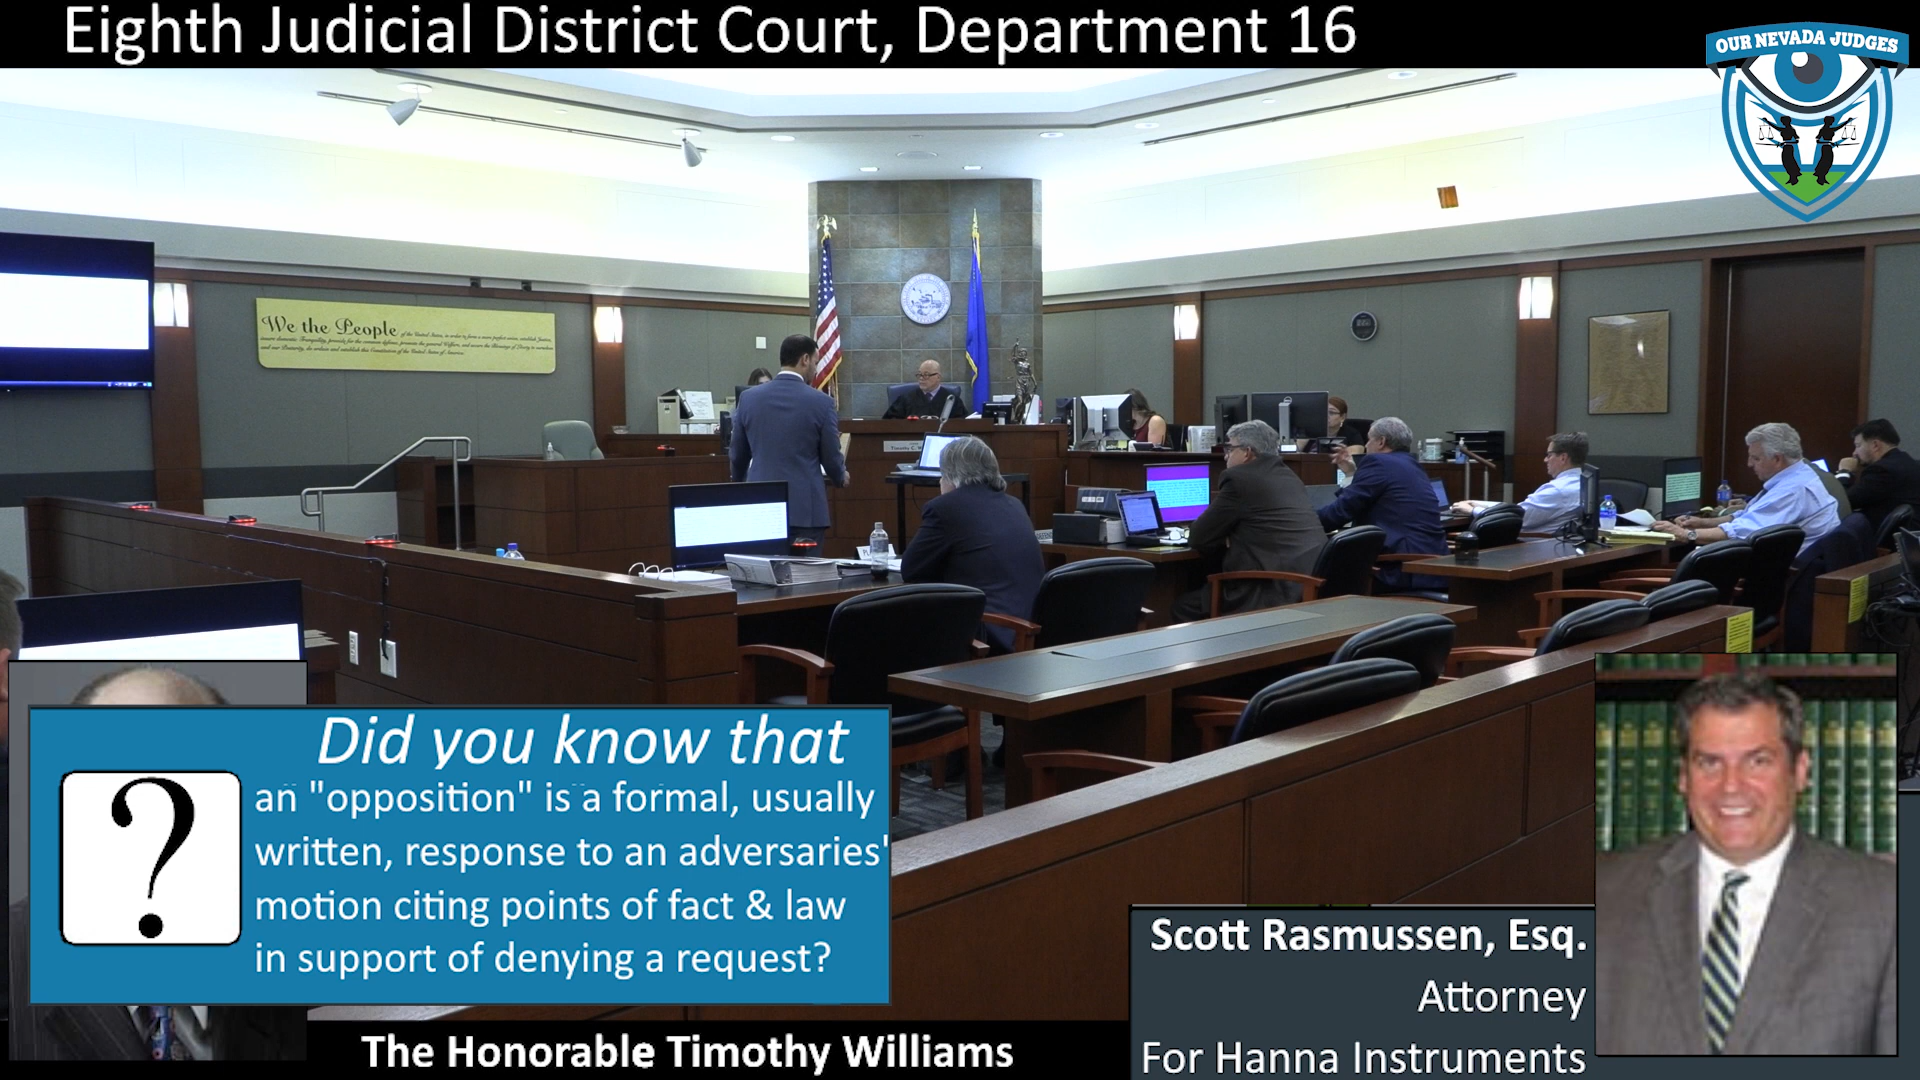 Eighth Judicial District Court, Department 16
OUR NEVADA JUDGES
We the People
Did you know that
an "opposition" is a formal, usually
written, response to an adversaries'
motion citing points of fact & law
in support of denying a request?
?
Scott Rasmussen, Esq.
Attorney
For Hanna Instruments
The Honorable Timothy Williams